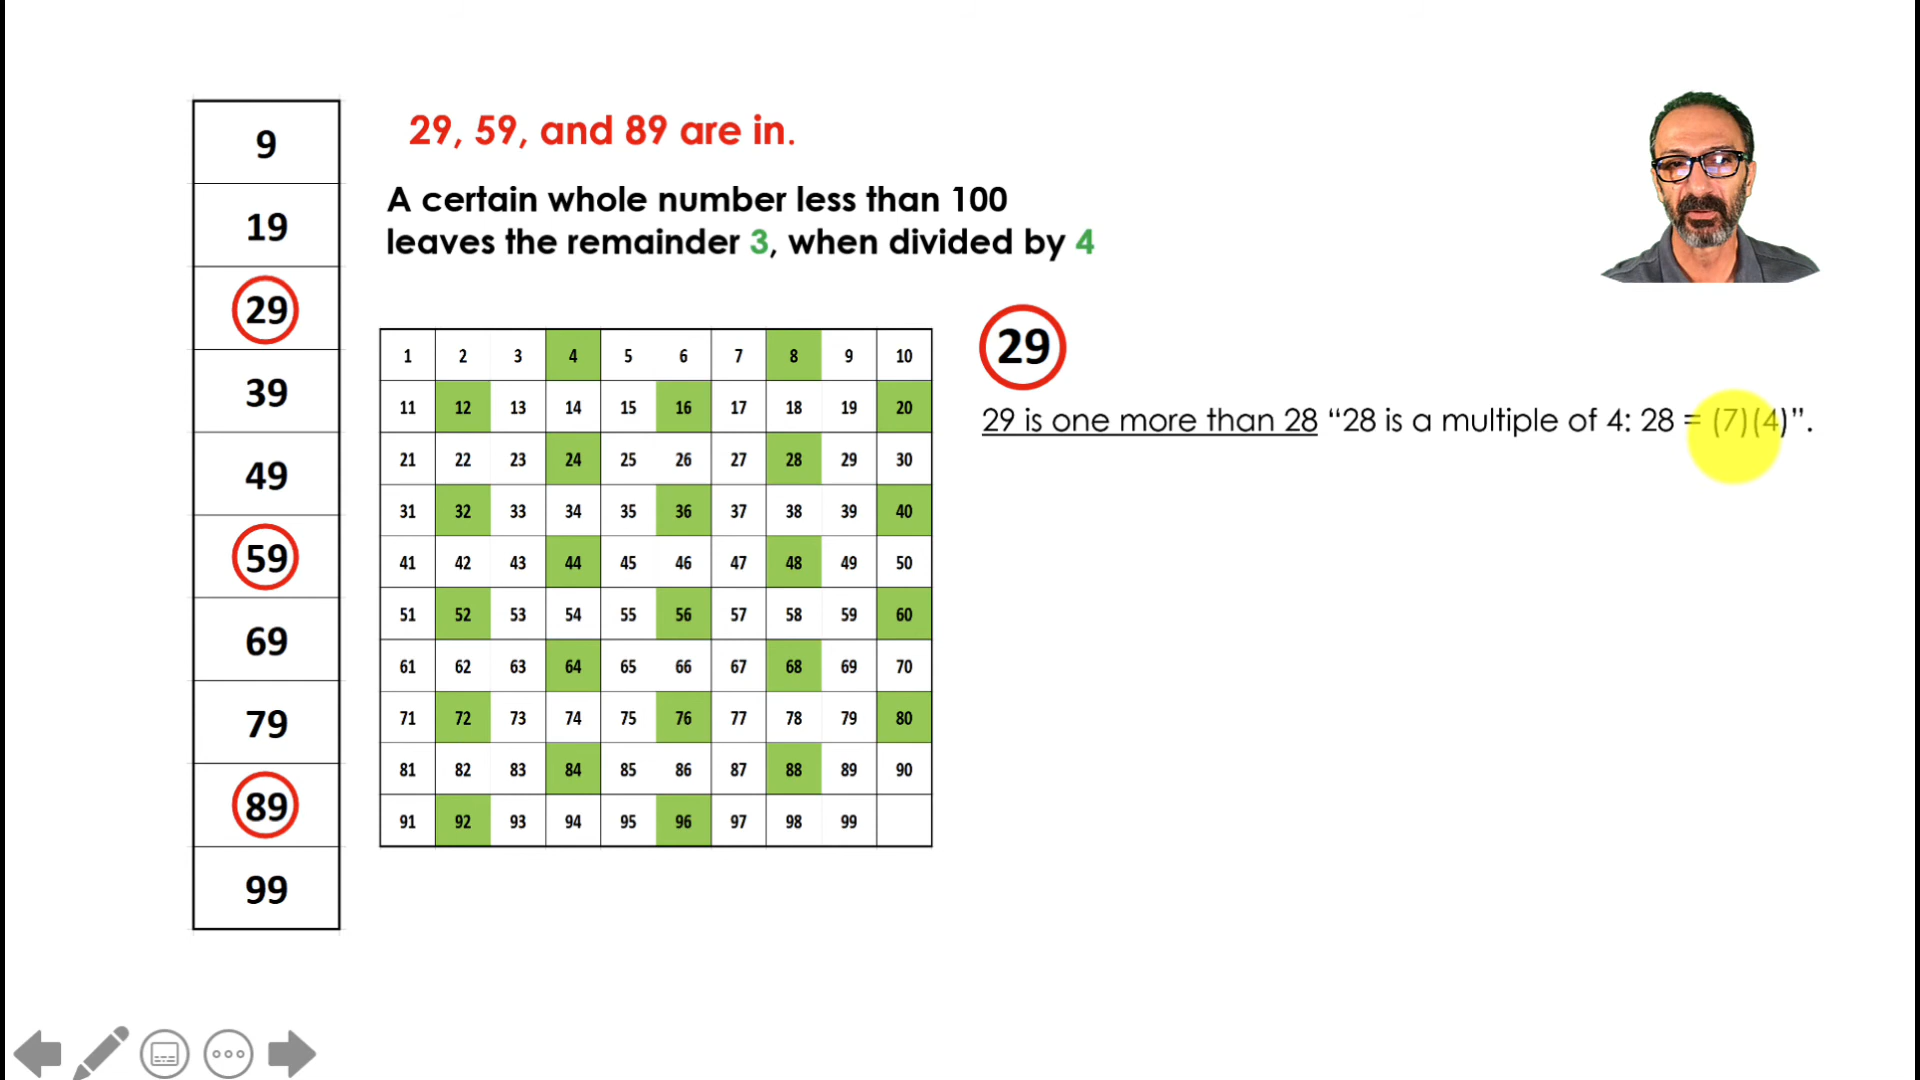 29, 59, and 89 are in.
A certain whole number less than 100
leaves the remainder 3, when divided by 4
9
19
29
39
49
59
69
79
89
99
1 2 3 4 5 6 7 8 9 10
11 12 13 14 15 16 17 18 19 20
21 22 23 24 25 26 27 28 29 30
31 32 33 34 35 36 37 38 39 40
41 42 43 44 45 46 47 48 49 50
51 52 53 54 55 56 57 58 59 60
61 62 63 64 65 66 67 68 69 70
71 72 73 74 75 76 77 78 79 80
81 82 83 84 85 86 87 88 89 90
91 92 93 94 95 96 97 98 99
29
29 is one more than 28 “28 is a multiple of 4: 28 = (7)(4)”.